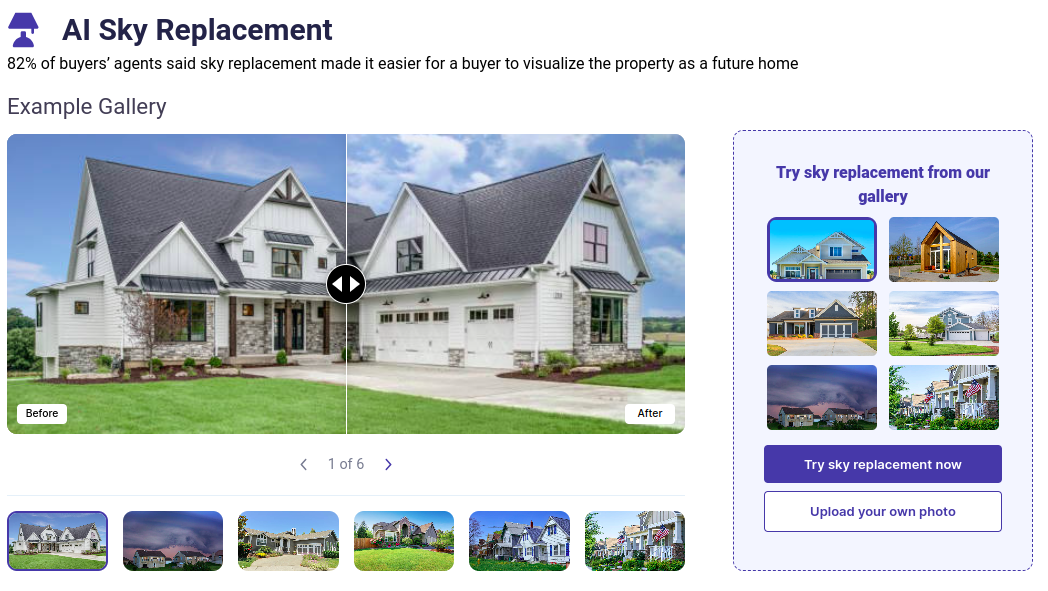 AI Sky Replacement
82% of buyers’ agents said sky replacement made it easier for a buyer to visualize the property as a future home
Example Gallery
Before
After
1 of 6
Try sky replacement from our
gallery
Try sky replacement now
Upload your own photo